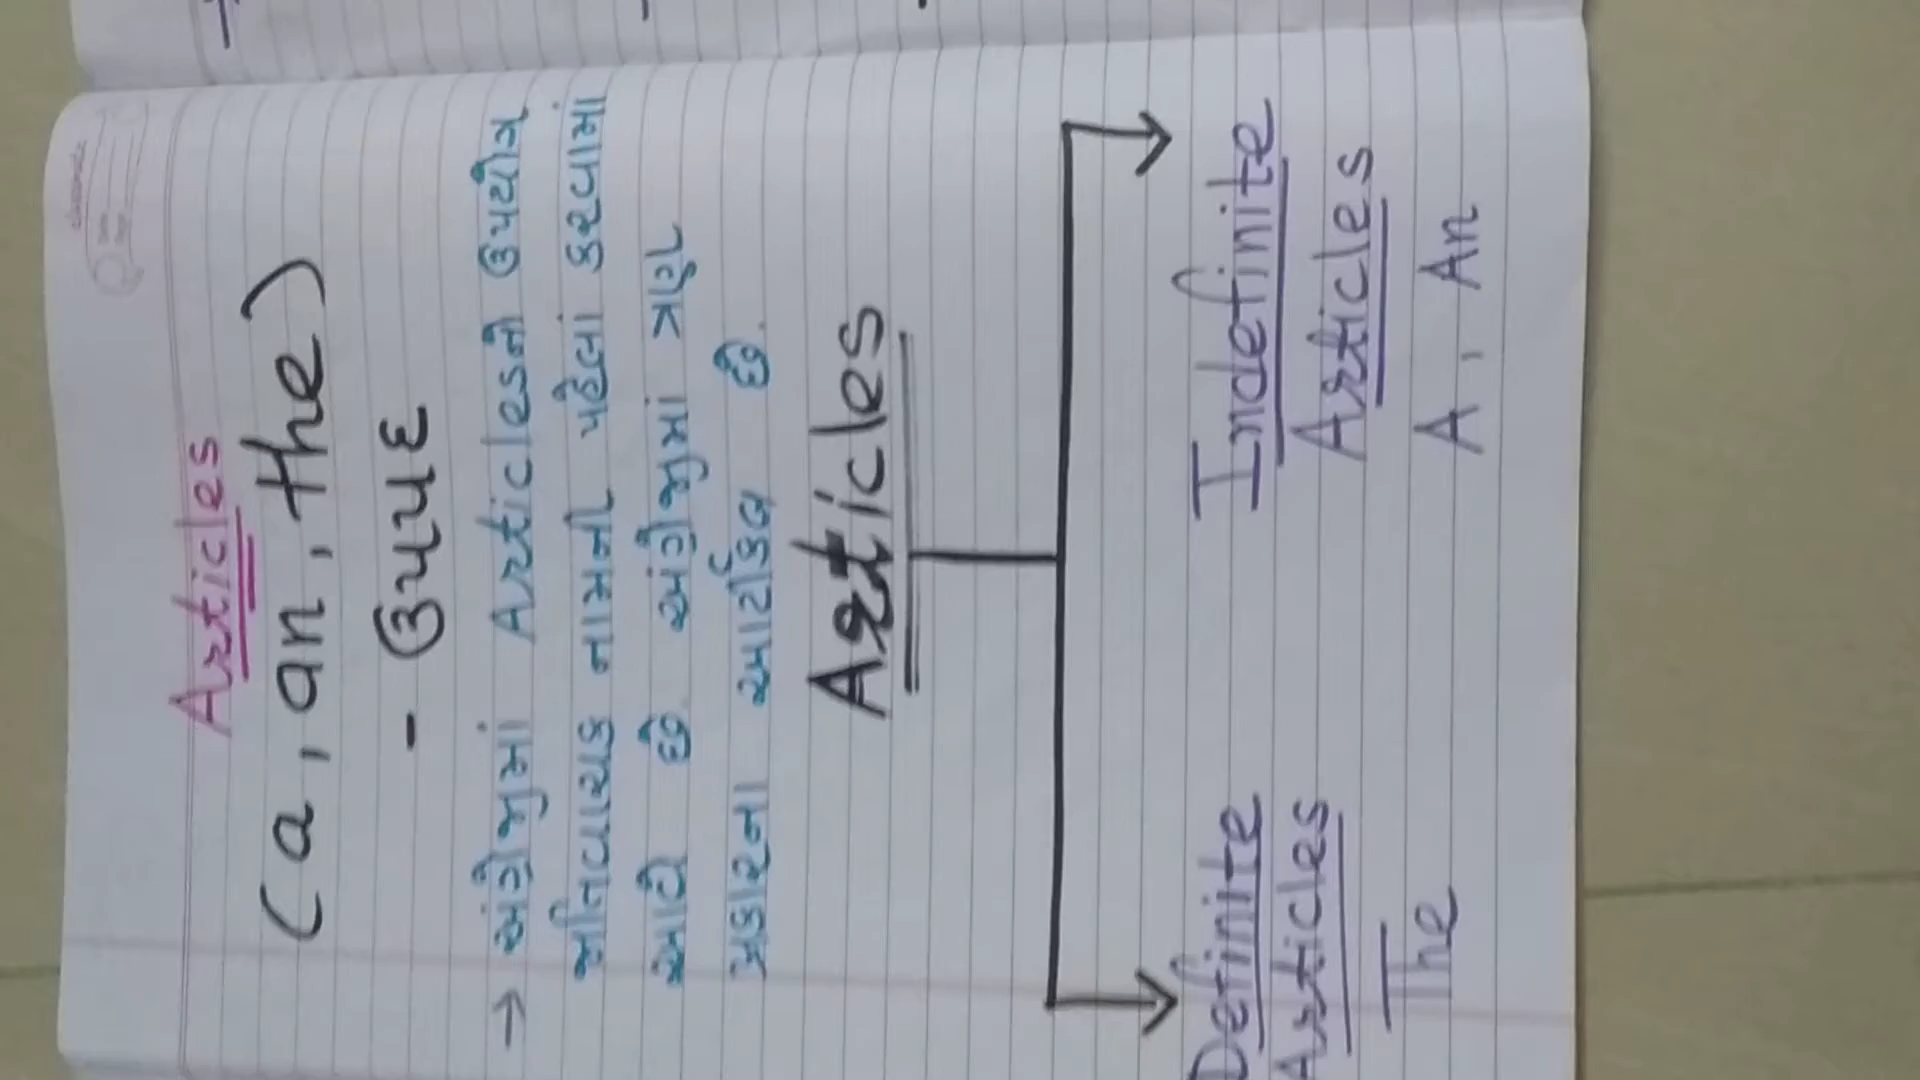 Articles
(a, an, the)
- ઉપપદ
→ અંગ્રેજીમાં Articlesનો ઉપયોગ
જાતિવાચક નામની પહેલાં કરવામાં
આવે છે અંગ્રેજીમાં ત્રણ
પ્રકારના આર્ટીકલ છે.
Articles
Definite
Articles
The
Indefinite
Articles
A, An